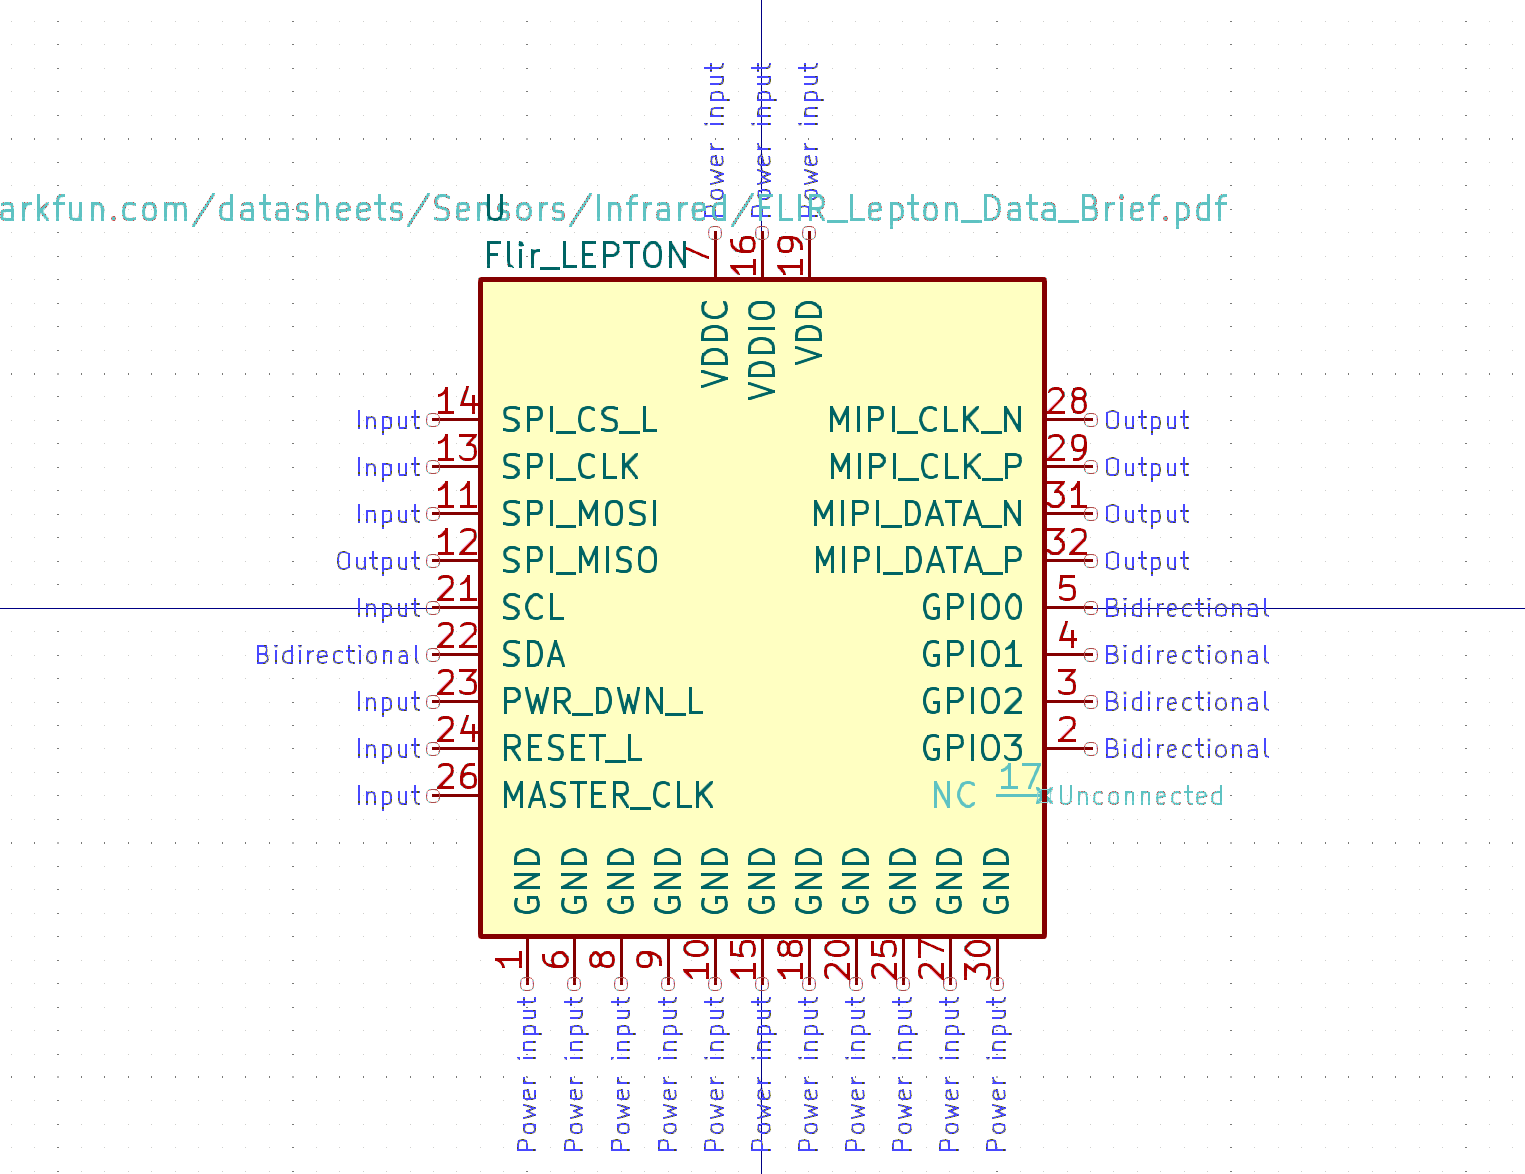 Power input Power input Power input
arkfun.com/datasheets/Sensors/Infrared/FLIR_Lepton_Data_Brief.pdf
U
Flir_LEPTON
7 16 19
VDDC VDDIO VDD
Input 14 SPI_CS_L MIPI_CLK_N 28 Output
Input 13 SPI_CLK MIPI_CLK_P 29 Output
Input 11 SPI_MOSI MIPI_DATA_N 31 Output
Output 12 SPI_MISO MIPI_DATA_P 32 Output
Input 21 SCL GPIO0 5 Bidirectional
Bidirectional 22 SDA GPIO1 4 Bidirectional
Input 23 PWR_DWN_L GPIO2 3 Bidirectional
Input 24 RESET_L GPIO3 2 Bidirectional
Input 26 MASTER_CLK NC 17 Unconnected
GND GND GND GND GND GND GND GND GND GND GND
1 6 8 9 10 15 18 20 25 27 30
Power input Power input Power input Power input Power input Power input Power input Power input Power input Power input Power input